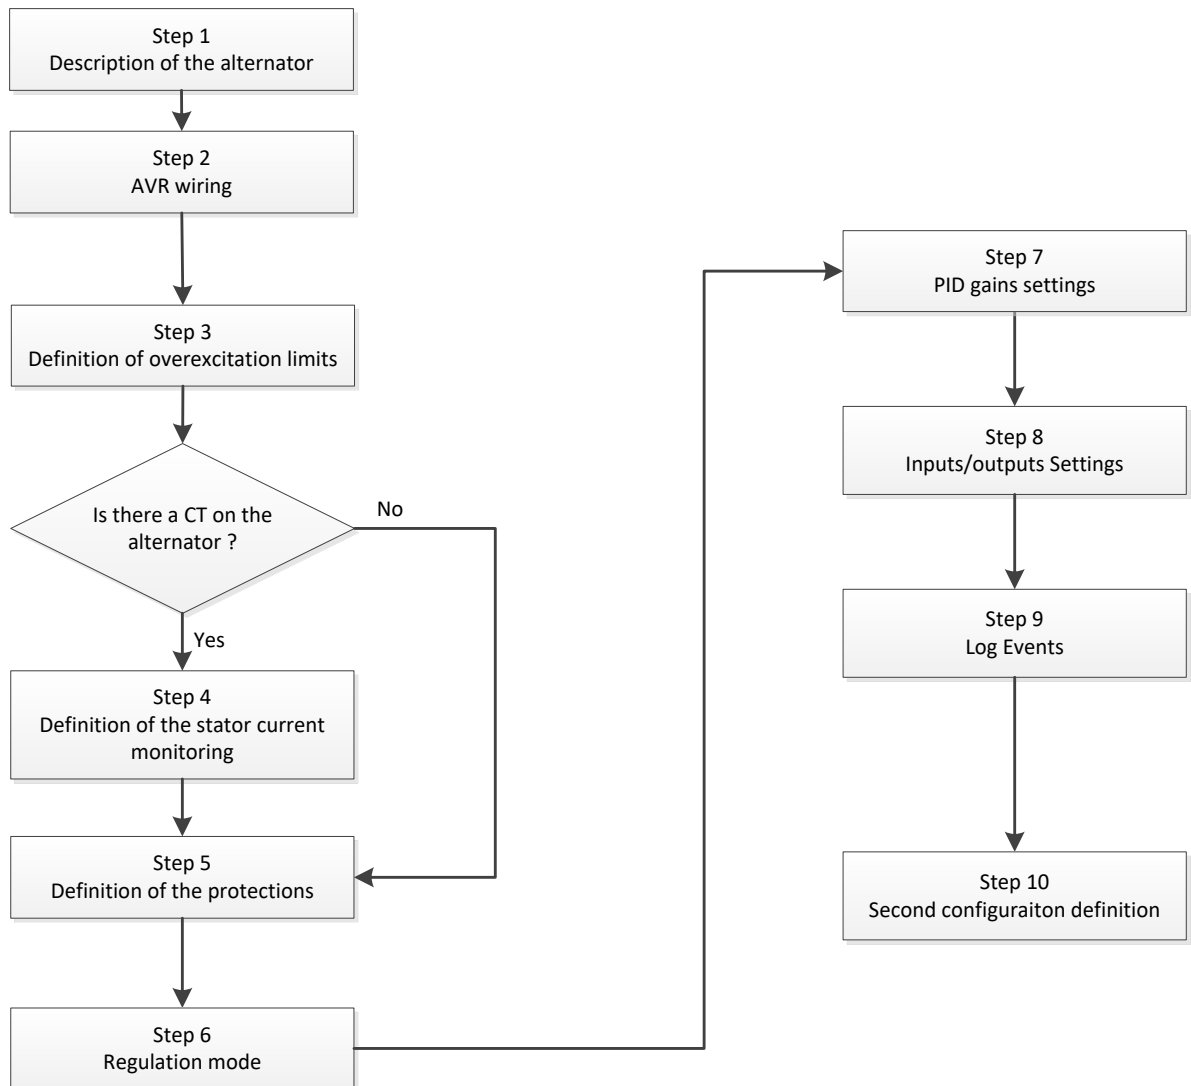 Step 1
Description of the alternator
Step 2
AVR wiring
Step 3
Definition of overexcitation limits
Is there a CT on the
alternator ?
No
Yes
Step 4
Definition of the stator current
monitoring
Step 5
Definition of the protections
Step 6
Regulation mode
Step 7
PID gains settings
Step 8
Inputs/outputs Settings
Step 9
Log Events
Step 10
Second configuraiton definition